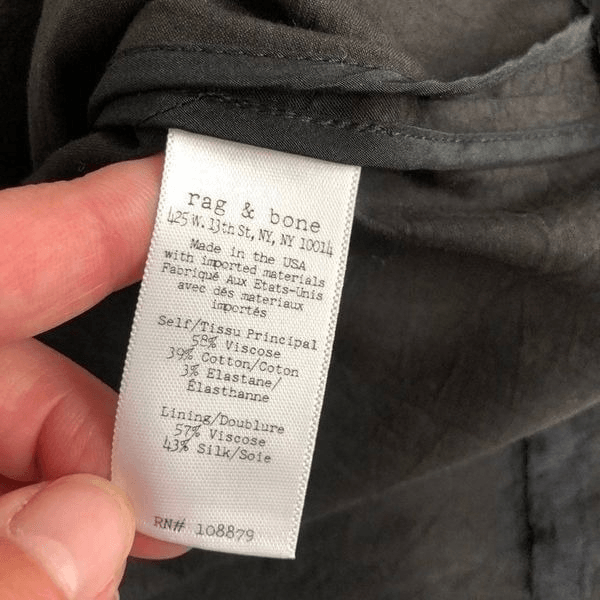 rag & bone
425 W. 13th St, NY, NY 10014
Made in the USA
with imported materials
Fabriqué Aux Etats-Unis
avec dés materiaux
importés
Self/Tissu Principal
58% Viscose
39% Cotton/Coton
3% Elastane/
Élasthanne
Lining/Doublure
57% Viscose
43% Silk/Soie
RN# 108879